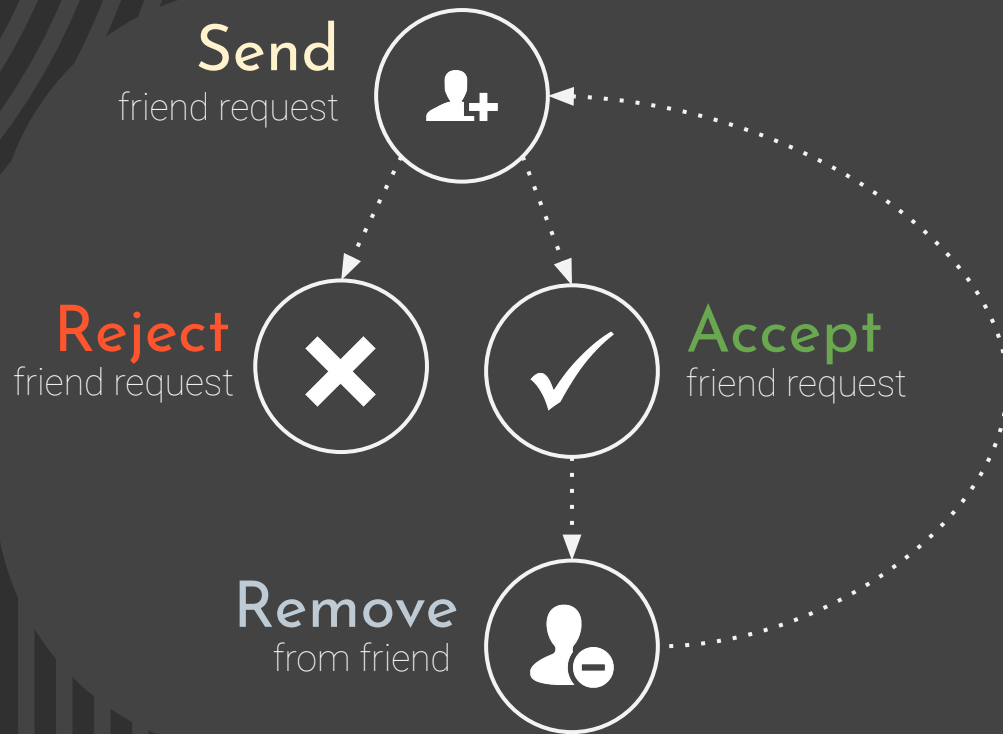 Send
friend request
Reject
friend request
Accept
friend request
Remove
from friend